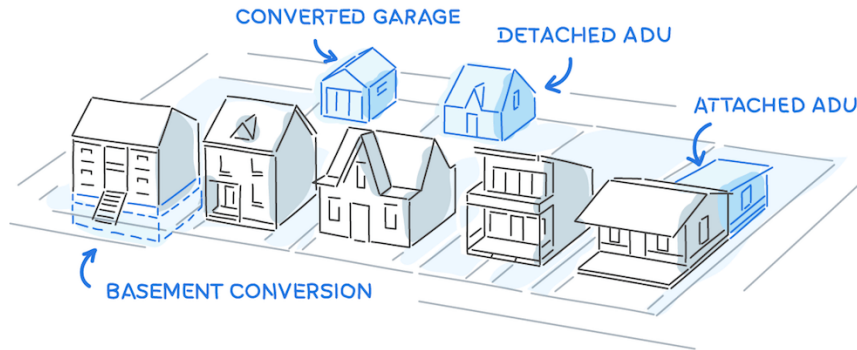 CONVERTED GARAGE
DETACHED ADU
ATTACHED ADU
BASEMENT CONVERSION